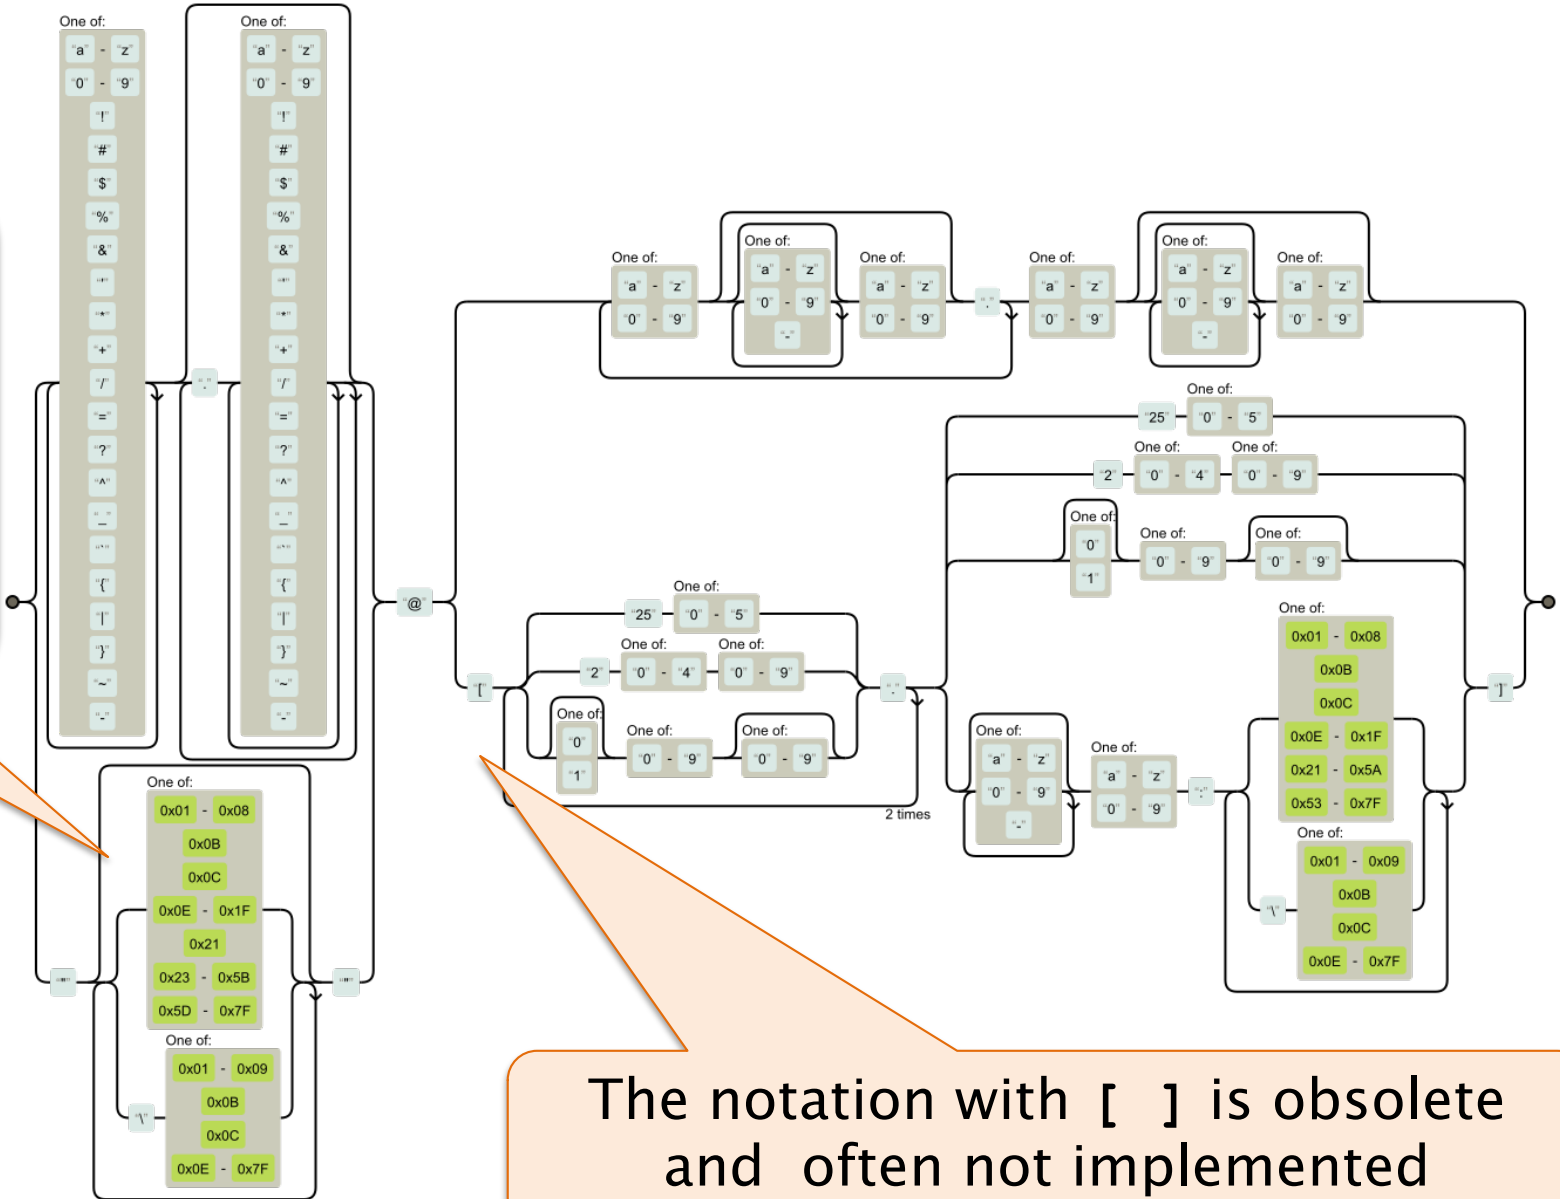 One of:
“a” - “z”
“0” - “9”
“!”
“#”
“$”
“%”
“&”
“'”
“*”
“+”
“/”
“=”
“?”
“^”
“_”
“`”
“{”
“|”
“}”
“~”
“-”
“.”
One of:
“a” - “z”
“0” - “9”
“!”
“#”
“$”
“%”
“&”
“'”
“*”
“+”
“/”
“=”
“?”
“^”
“_”
“`”
“{”
“|”
“}”
“~”
“-”
“"”
One of:
0x01 - 0x08
0x0B
0x0C
0x0E - 0x1F
0x21
0x23 - 0x5B
0x5D - 0x7F
“\”
One of:
0x01 - 0x09
0x0B
0x0C
0x0E - 0x7F
“"”
“@”
One of:
“a” - “z”
“0” - “9”
One of:
“a” - “z”
“0” - “9”
“-”
One of:
“a” - “z”
“0” - “9”
“.”
One of:
“a” - “z”
“0” - “9”
One of:
“a” - “z”
“0” - “9”
“-”
One of:
“a” - “z”
“0” - “9”
“[”
One of:
“25” “0” - “5”
One of: One of:
“2” “0” - “4” “0” - “9”
One of:
“0”
“1”
One of:
“0” - “9”
One of:
“0” - “9”
“.”
2 times
One of:
“25” “0” - “5”
One of: One of:
“2” “0” - “4” “0” - “9”
One of:
“0”
“1”
One of:
“0” - “9”
One of:
“0” - “9”
One of:
“a” - “z”
“0” - “9”
“-”
One of:
“a” - “z”
“0” - “9”
“:”
One of:
0x01 - 0x08
0x0B
0x0C
0x0E - 0x1F
0x21 - 0x5A
0x53 - 0x7F
“\”
One of:
0x01 - 0x09
0x0B
0x0C
0x0E - 0x7F
“]”
The notation with [ ] is obsolete
and often not implemented